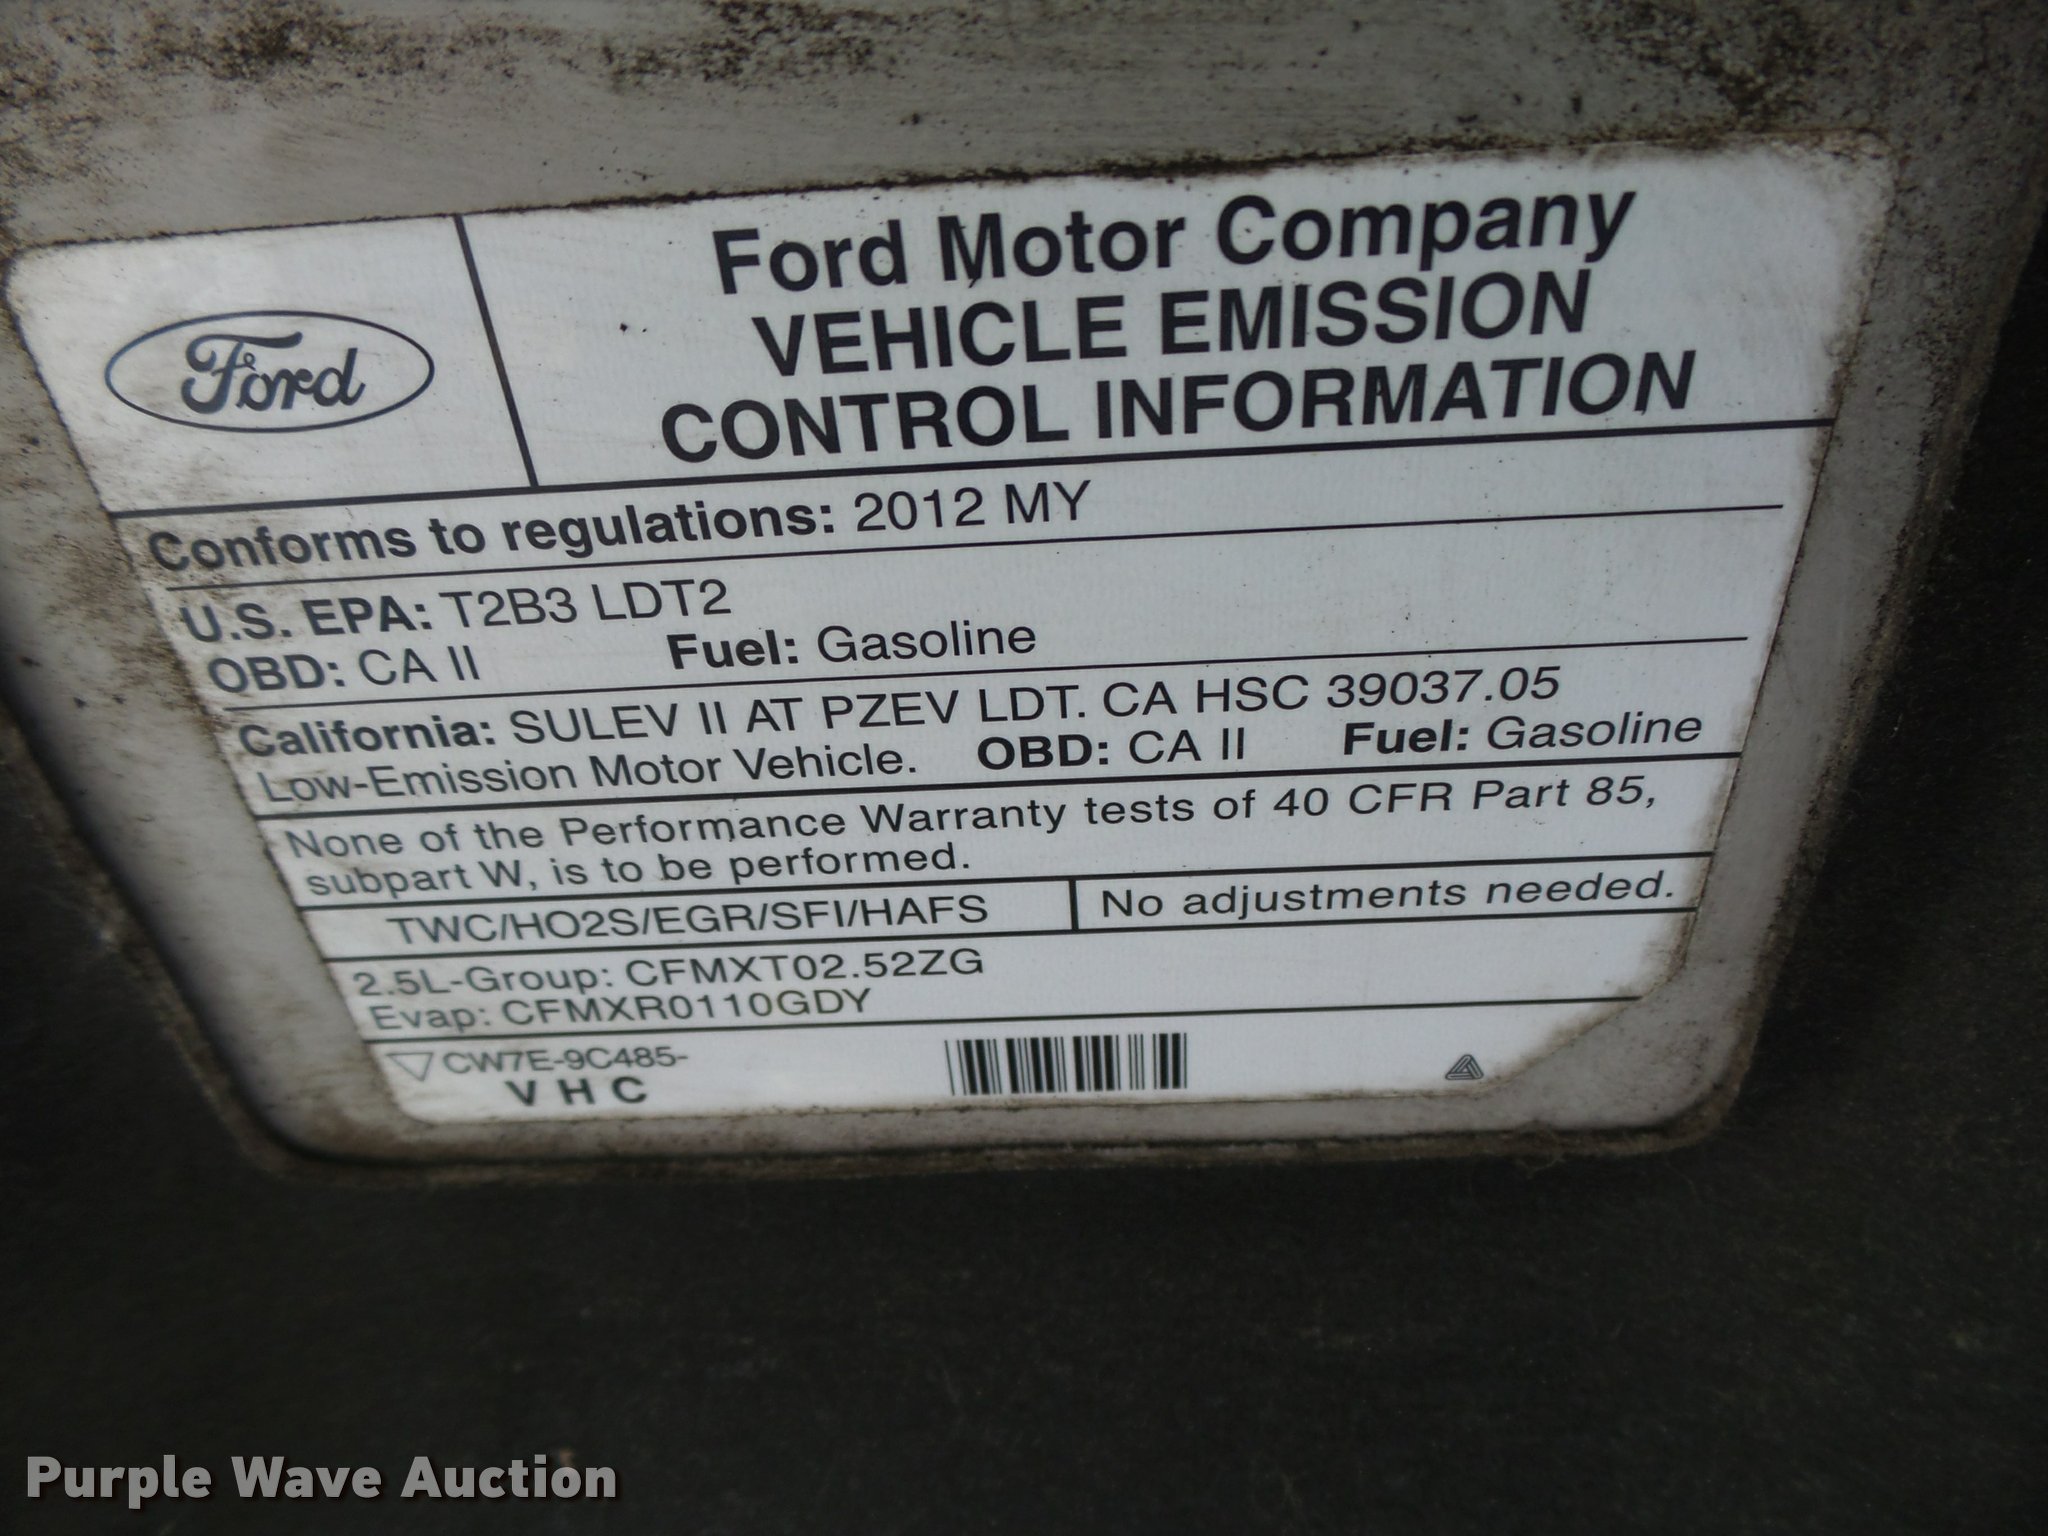 Ford
Ford Motor Company
VEHICLE EMISSION
CONTROL INFORMATION
Conforms to regulations: 2012 MY
U.S. EPA: T2B3 LDT2
OBD: CA II Fuel: Gasoline
California: SULEV II AT PZEV LDT. CA HSC 39037.05
Low-Emission Motor Vehicle. OBD: CA II Fuel: Gasoline
None of the Performance Warranty tests of 40 CFR Part 85,
subpart W, is to be performed.
TWC/HO2S/EGR/SFI/HAFS No adjustments needed.
2.5L-Group: CFMXT02.52ZG
Evap: CFMXR0110GDY
CW7E-9C485-
VHC
Purple Wave Auction